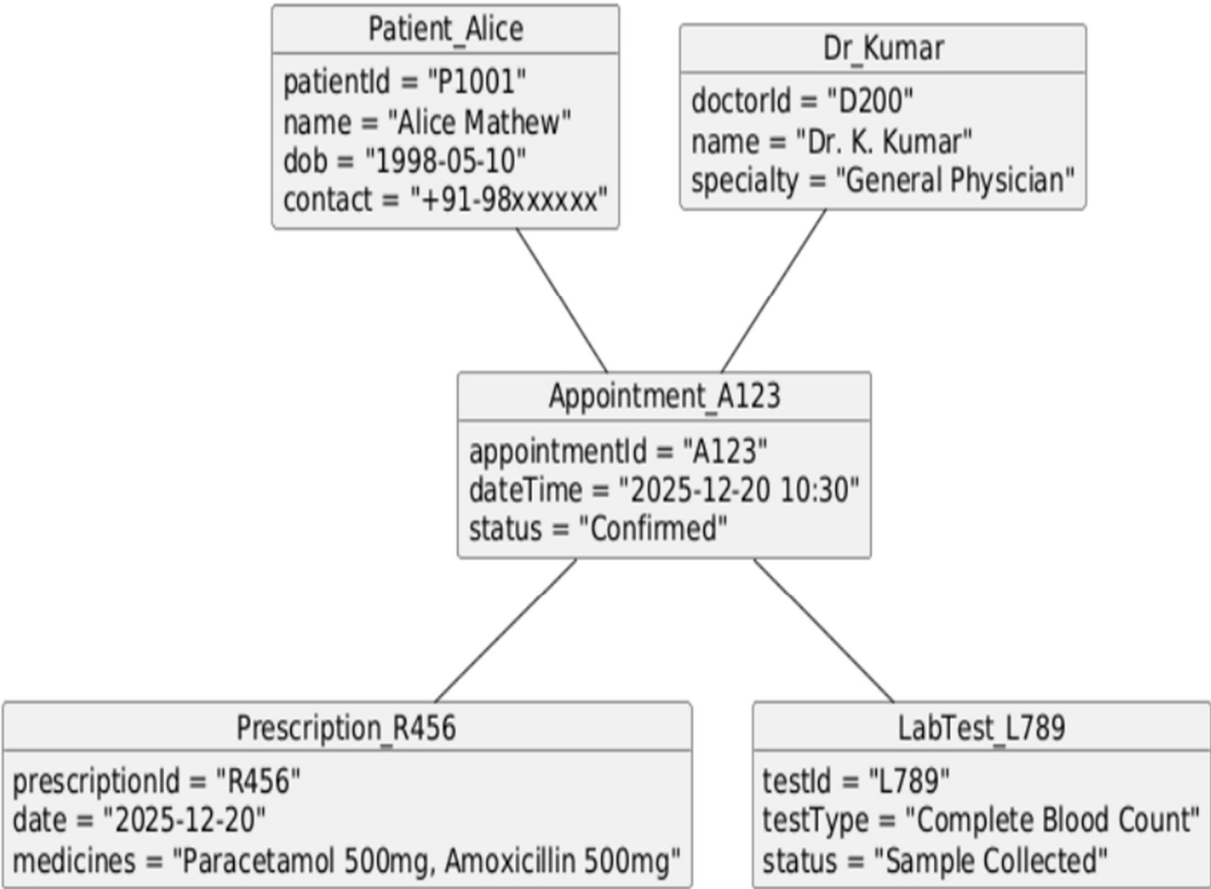 Patient_Alice
patientId = "P1001"
name = "Alice Mathew"
dob = "1998-05-10"
contact = "+91-98xxxxxx"
Dr_Kumar
doctorId = "D200"
name = "Dr. K. Kumar"
specialty = "General Physician"
Appointment_A123
appointmentId = "A123"
dateTime = "2025-12-20 10:30"
status = "Confirmed"
Prescription_R456
prescriptionId = "R456"
date = "2025-12-20"
medicines = "Paracetamol 500mg, Amoxicillin 500mg"
LabTest_L789
testId = "L789"
testType = "Complete Blood Count"
status = "Sample Collected"